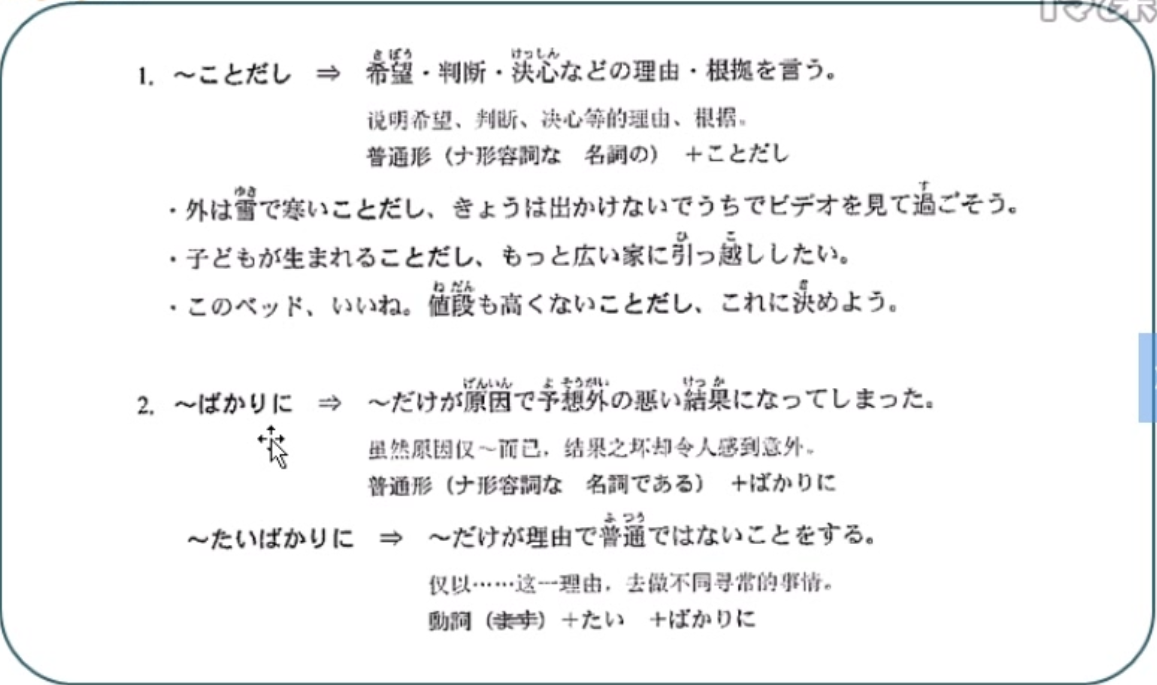 1. ～ことだし ⇒ 希望・判断・決心などの理由・根拠を言う。
说明希望、判断、决心等的理由、根据。
普通形（ナ形容詞な 名詞の） ＋ことだし
・外は雪で寒いことだし、きょうは出かけないでうちでビデオを見て過ごそう。
・子どもが生まれることだし、もっと広い家に引っ越ししたい。
・このベッド、いいね。値段も高くないことだし、これに決めよう。
2. ～ばかりに ⇒ ～だけが原因で予想外の悪い結果になってしまった。
虽然原因仅～而已，结果之坏却令人感到意外。
普通形（ナ形容詞な 名詞である） ＋ばかりに
～たいばかりに ⇒ ～だけが理由で普通ではないことをする。
仅以……这一理由，去做不同寻常的事情。
動詞（ます）＋たい ＋ばかりに